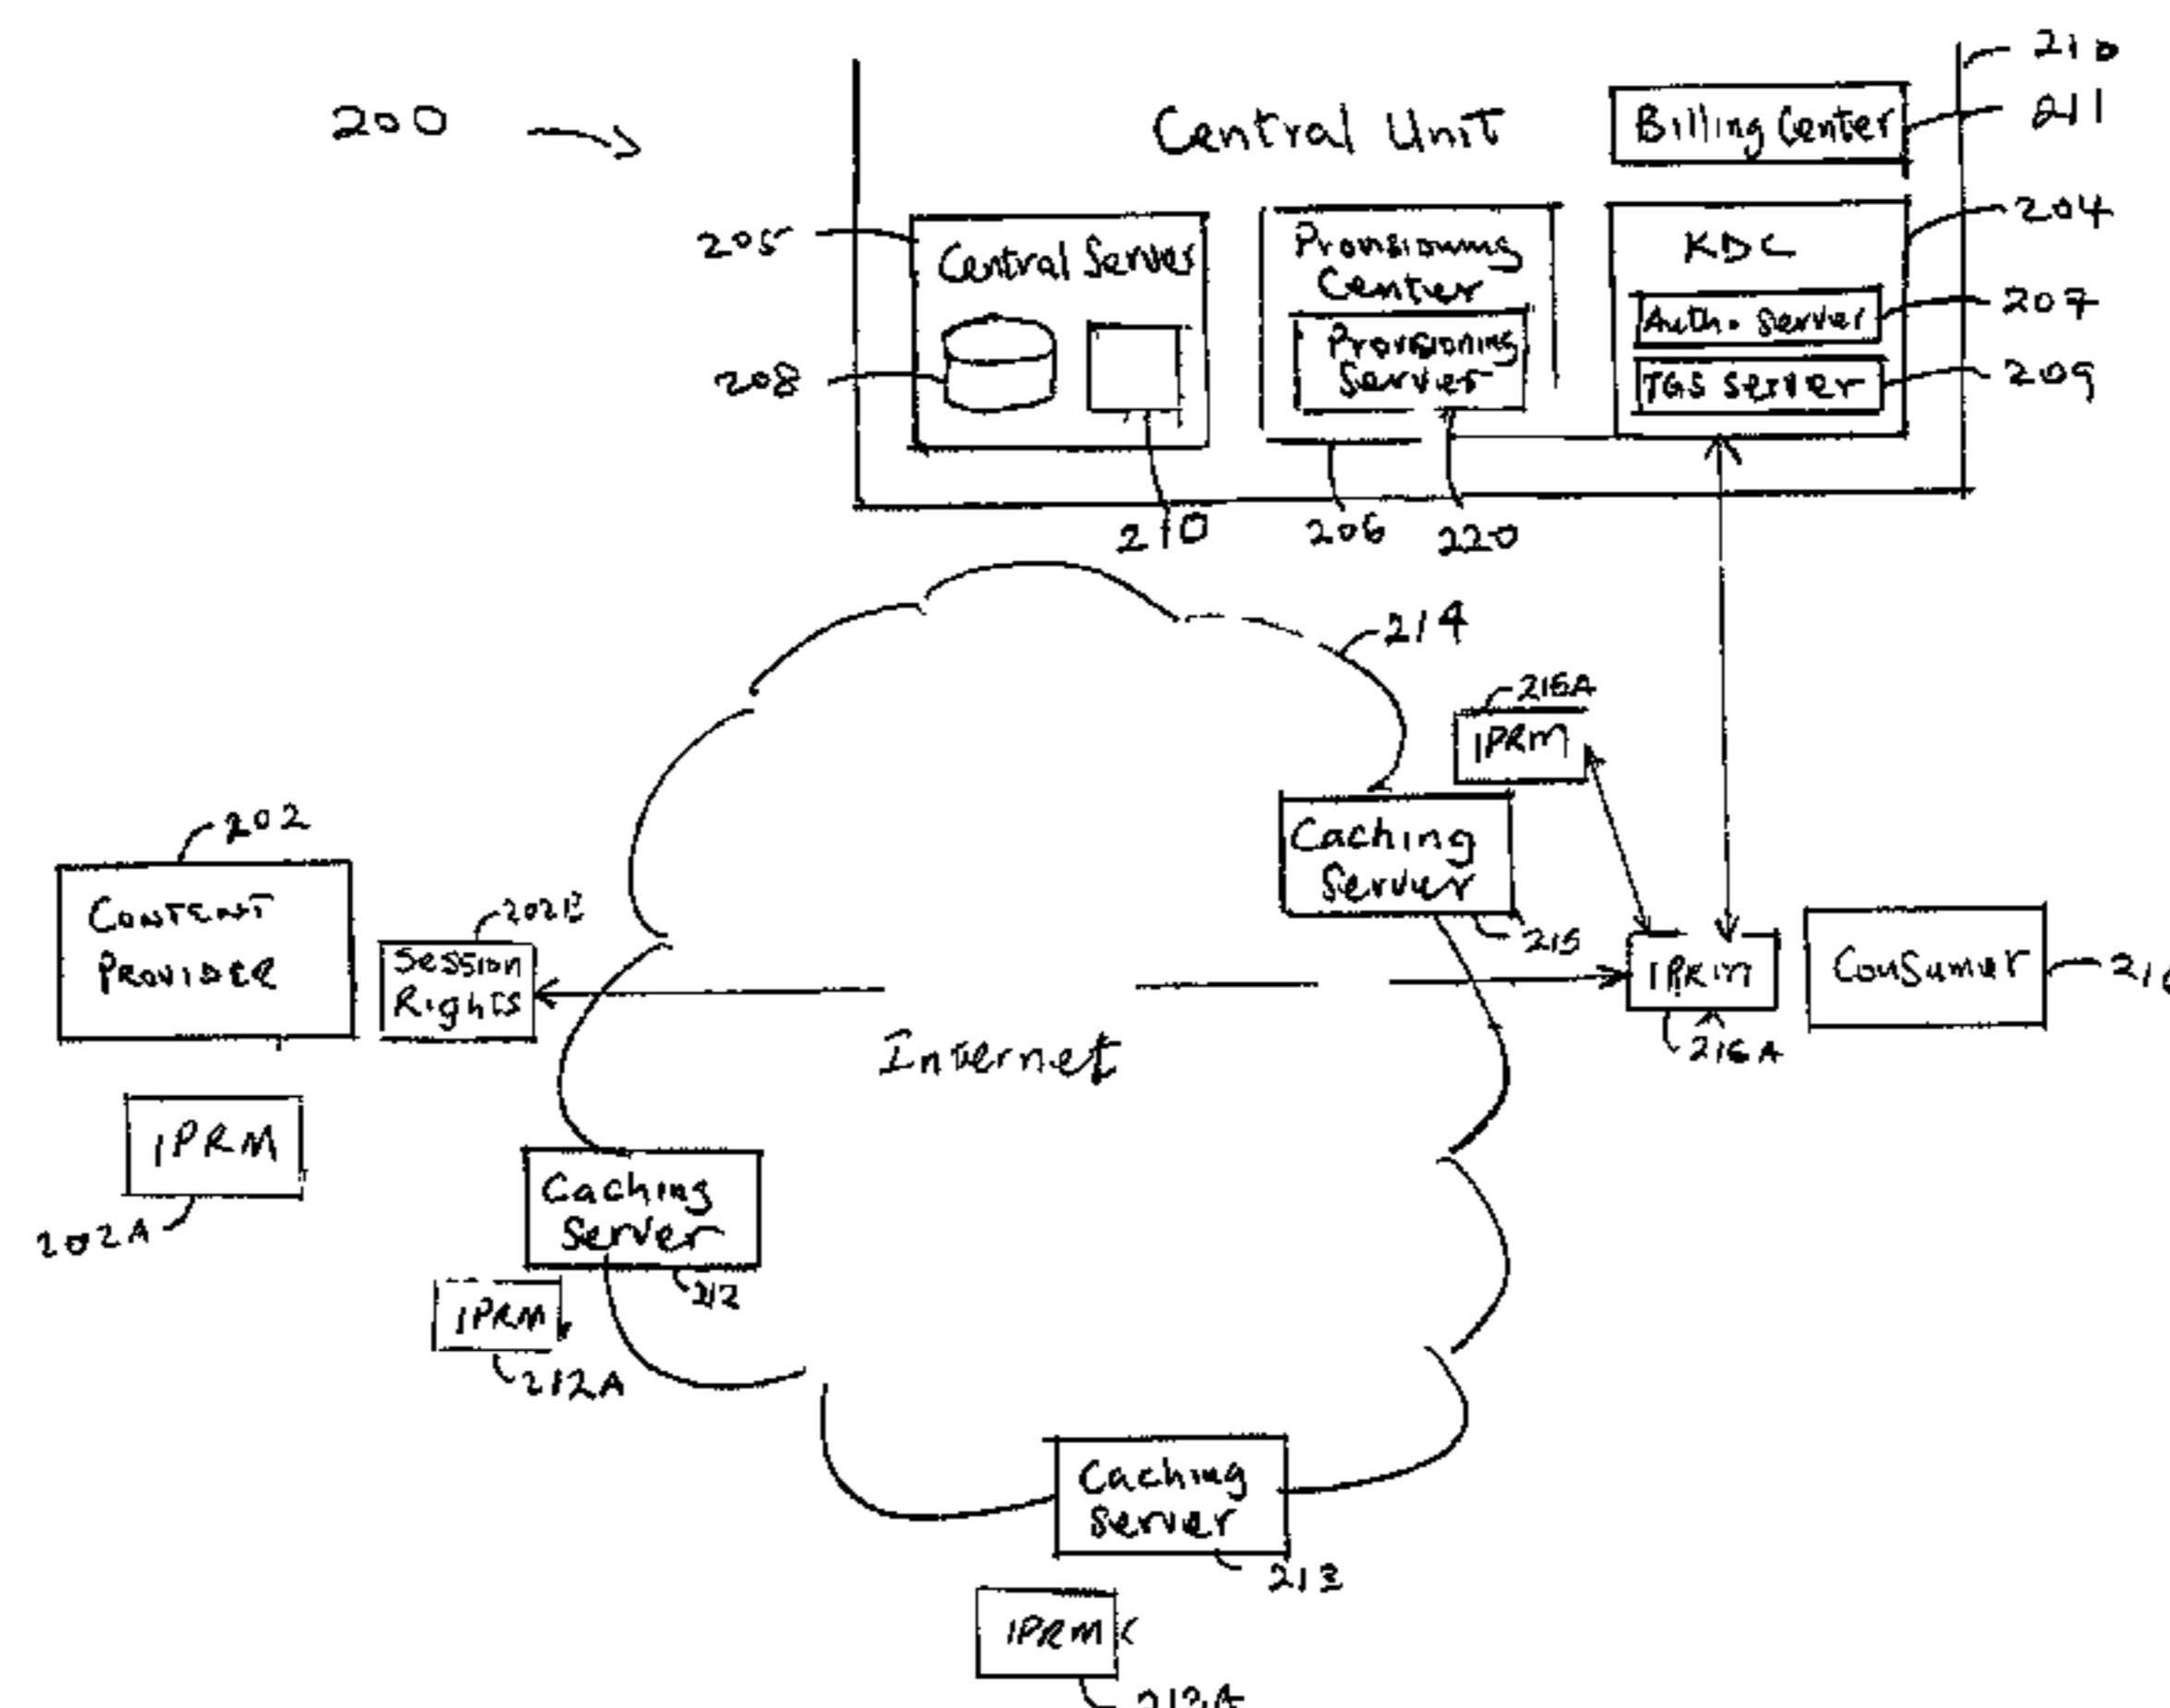 200
Central Unit
210
Billing Center
211
205
Central Server
208
210
Provisioning
Center
Provisioning
Server
206
220
KDC
204
Auth. Server
207
TGS Server
209
214
IPRM
Caching
Server
215
202
Content
Provider
202B
Session
Rights
IPRM
216A
Consumer
Internet
IPRM
202A
Caching
Server
212
IPRM
212A
Caching
Server
213
IPRM